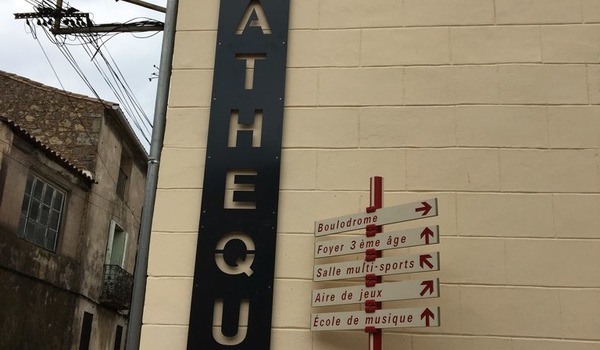 ATHEQU
Boulodrome
Foyer 3ème âge
Salle multi-sports
Aire de jeux
École de musique